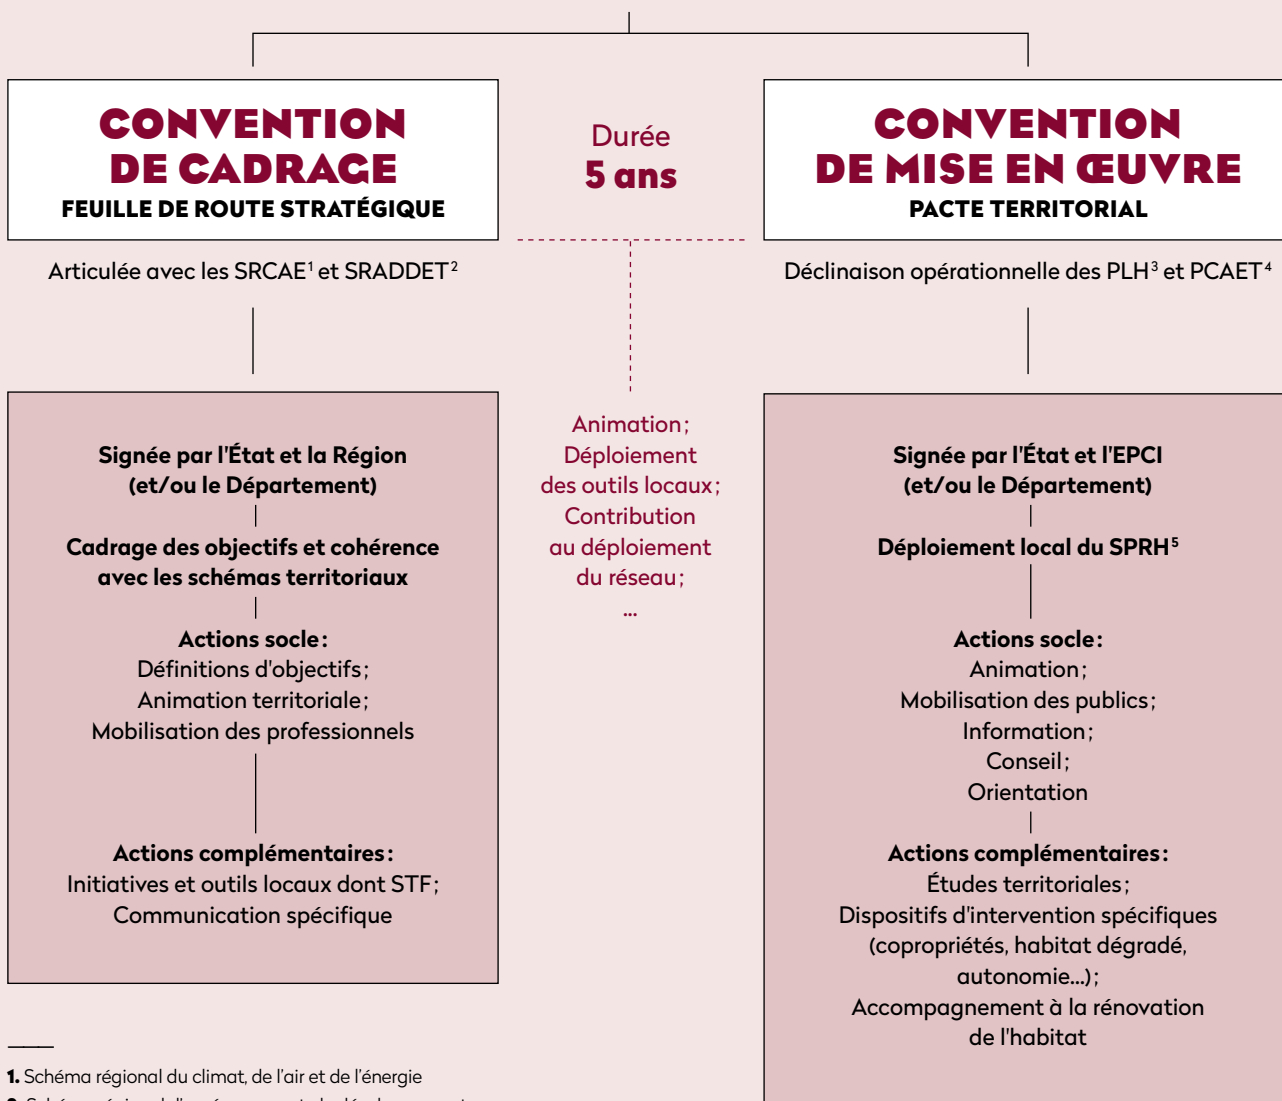 CONVENTION
DE CADRAGE
FEUILLE DE ROUTE STRATÉGIQUE
Articulée avec les SRCAE¹ et SRADDET²
Signée par l'État et la Région
(et/ou le Département)
Cadrage des objectifs et cohérence
avec les schémas territoriaux
Actions socle :
Définitions d'objectifs ;
Animation territoriale ;
Mobilisation des professionnels
Actions complémentaires :
Initiatives et outils locaux dont STF ;
Communication spécifique
Durée
5 ans
Animation ;
Déploiement
des outils locaux ;
Contribution
au déploiement
du réseau ;
...
CONVENTION
DE MISE EN ŒUVRE
PACTE TERRITORIAL
Déclinaison opérationnelle des PLH³ et PCAET⁴
Signée par l'État et l'EPCI
(et/ou le Département)
Déploiement local du SPRH⁵
Actions socle :
Animation ;
Mobilisation des publics ;
Information ;
Conseil ;
Orientation
Actions complémentaires :
Études territoriales ;
Dispositifs d'intervention spécifiques
(copropriétés, habitat dégradé,
autonomie...) ;
Accompagnement à la rénovation
de l'habitat
1. Schéma régional du climat, de l'air et de l'énergie